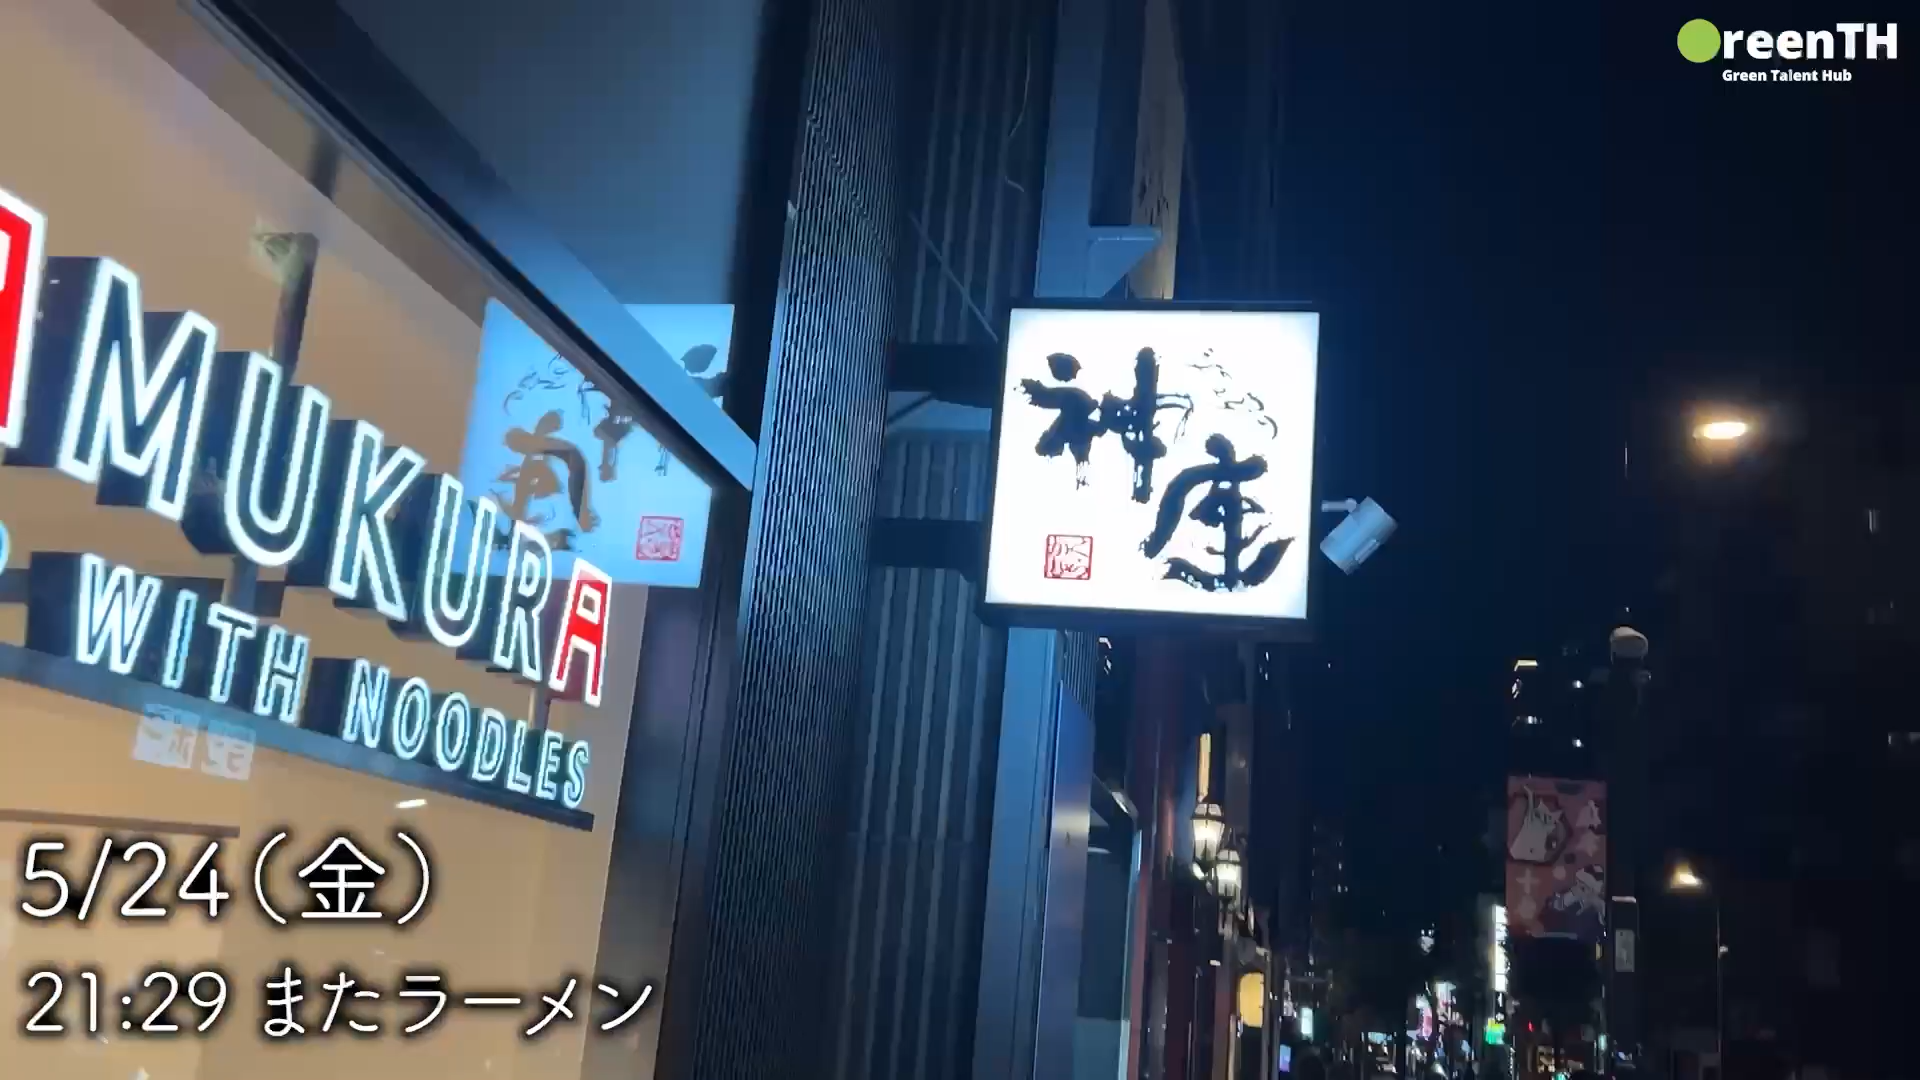 reenTH
Green Talent Hub
神座
MUKURA
WITH NOODLES
5/24(金)
21:29 またラーメン